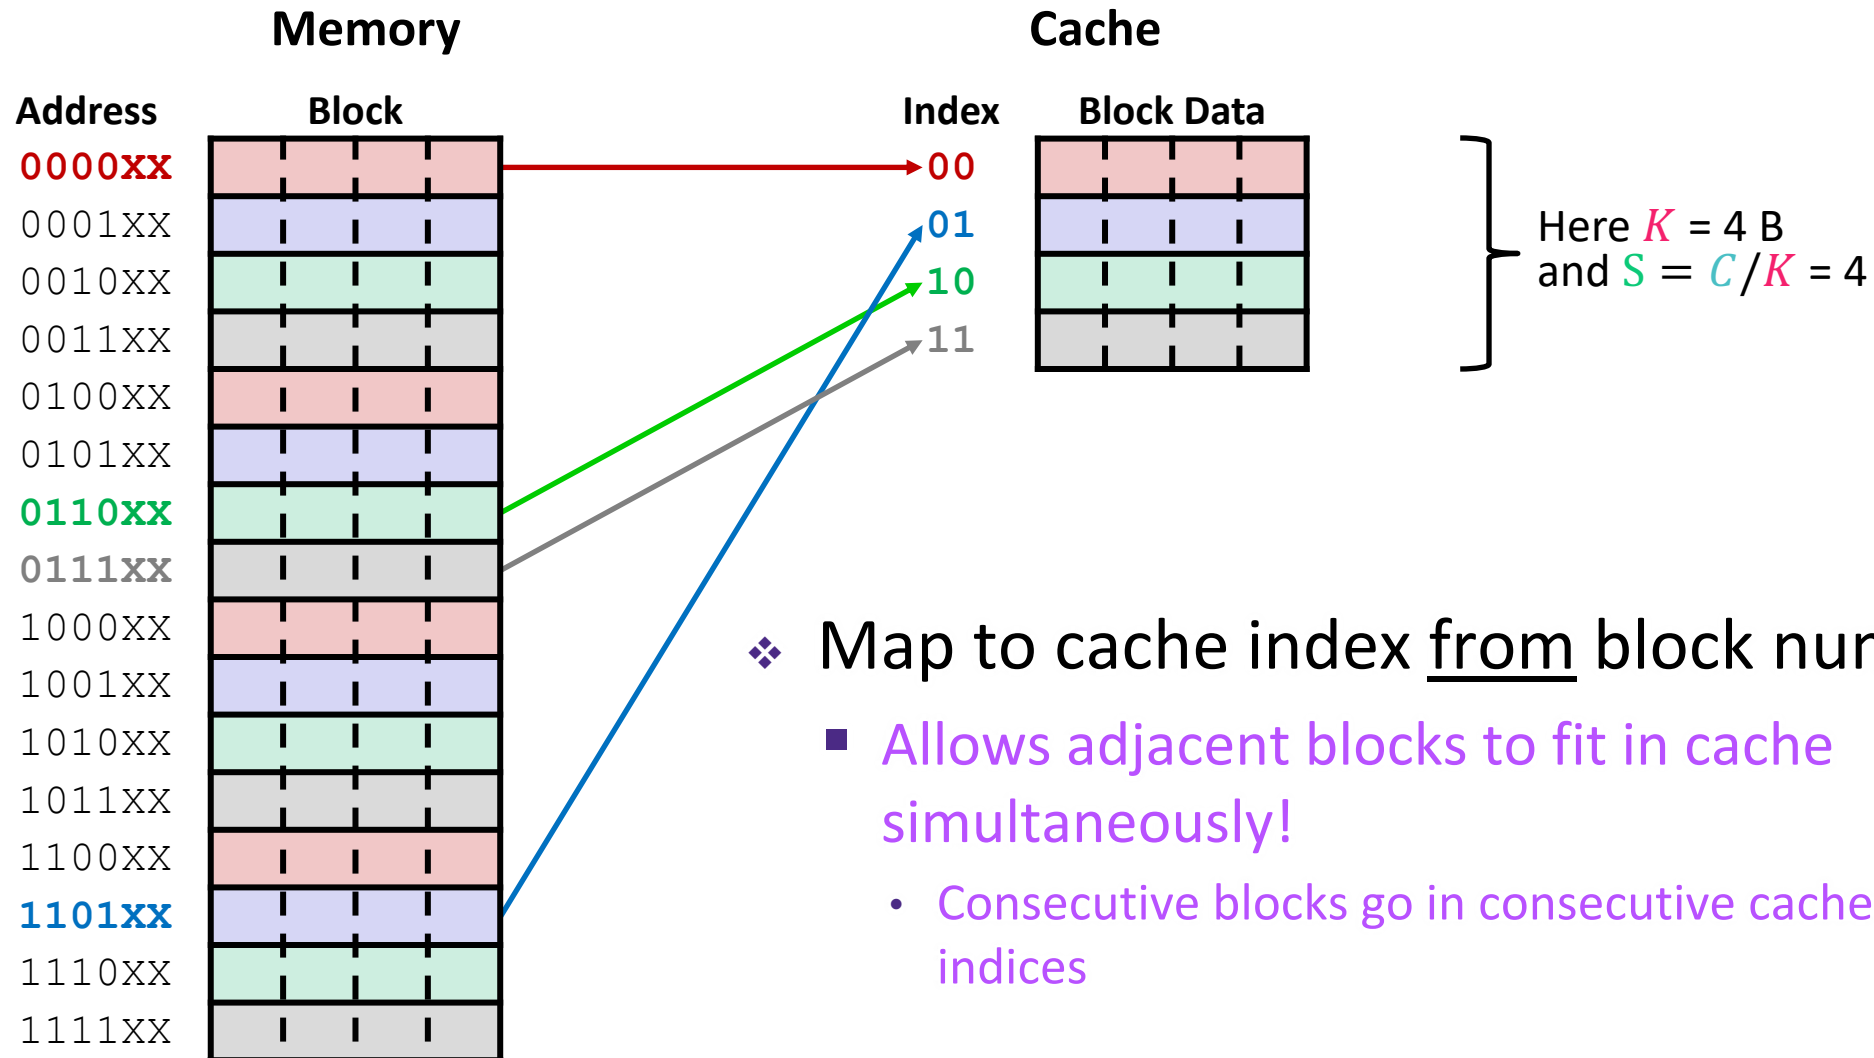 Memory
Cache
Address Block
Index Block Data
0000XX
0001XX
0010XX
0011XX
0100XX
0101XX
0110XX
0111XX
1000XX
1001XX
1010XX
1011XX
1100XX
1101XX
1110XX
1111XX
00
01
10
11
Here K = 4 B
and S = C/K = 4
❖ Map to cache index from block
▪ Allows adjacent blocks to fit in cache
simultaneously!
• Consecutive blocks go in consecutive cache
indices